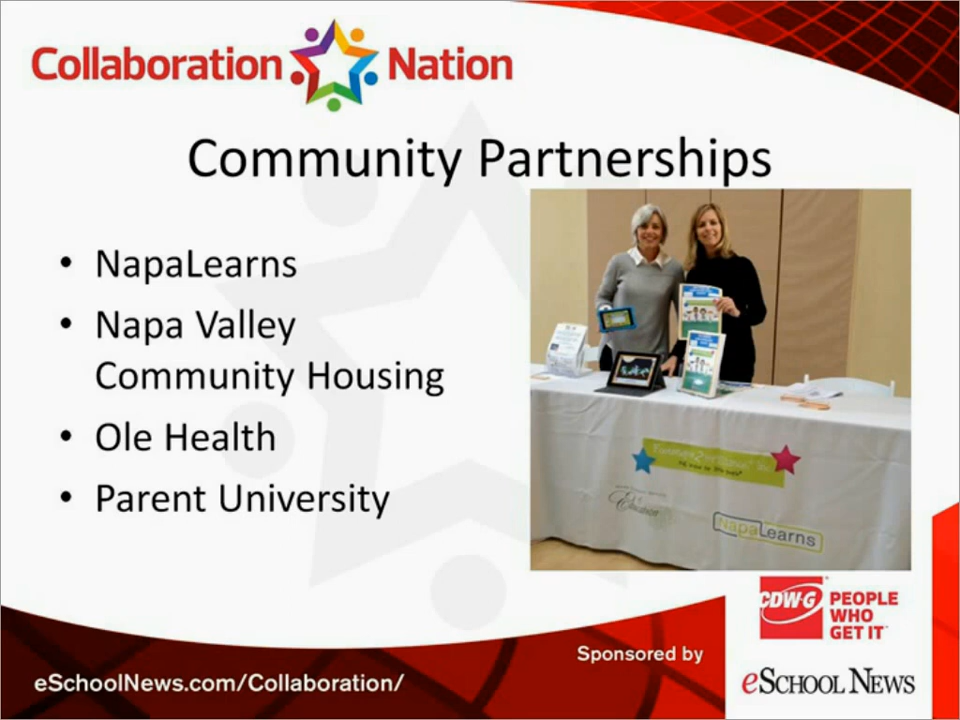 Collaboration Nation
Community Partnerships
• NapaLearns
• Napa Valley
Community Housing
• Ole Health
• Parent University
Education
NapaLearns
CDW·G
PEOPLE
WHO
GET IT
Sponsored by
eSchoolNews.com/Collaboration/
eSCHOOL NEWS